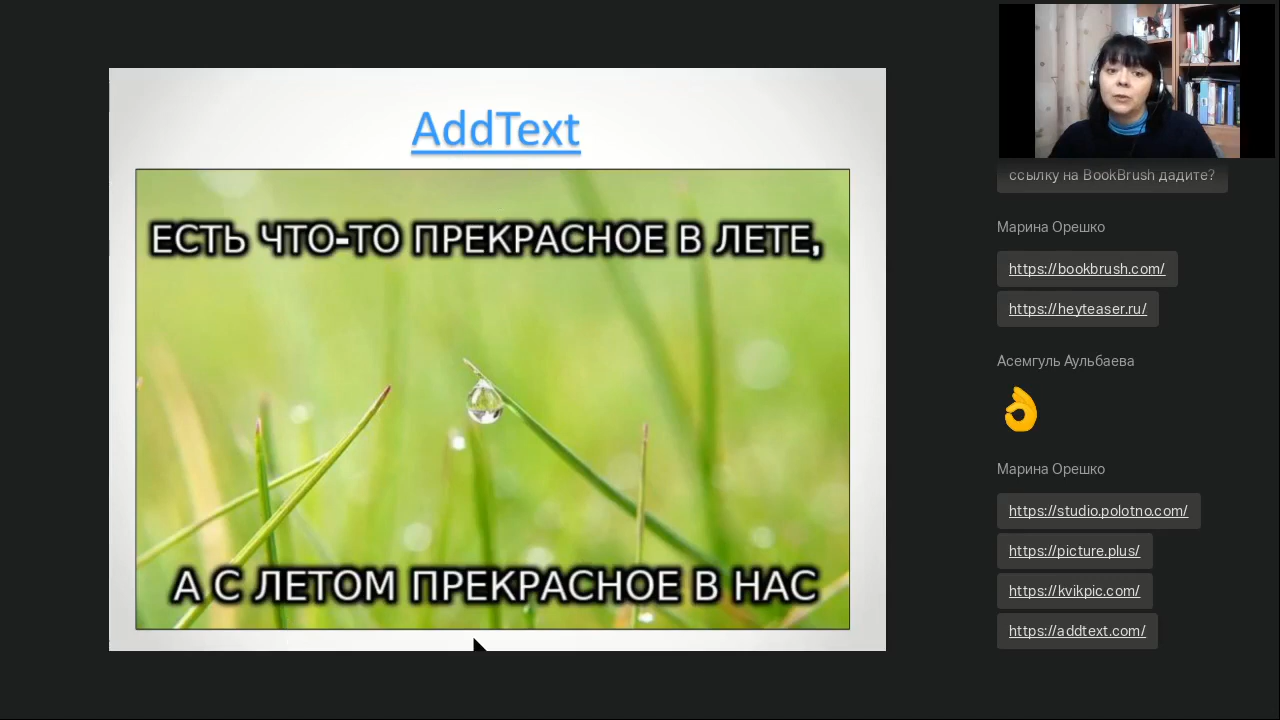 AddText
ЕСТЬ ЧТО-ТО ПРЕКРАСНОЕ В ЛЕТЕ,
А С ЛЕТОМ ПРЕКРАСНОЕ В НАС
ссылку на BookBrush дадите?
Марина Орешко
https://bookbrush.com/
https://heyteaser.ru/
Асемгуль Аульбаева
Марина Орешко
https://studio.polotno.com/
https://picture.plus/
https://kvikpic.com/
https://addtext.com/